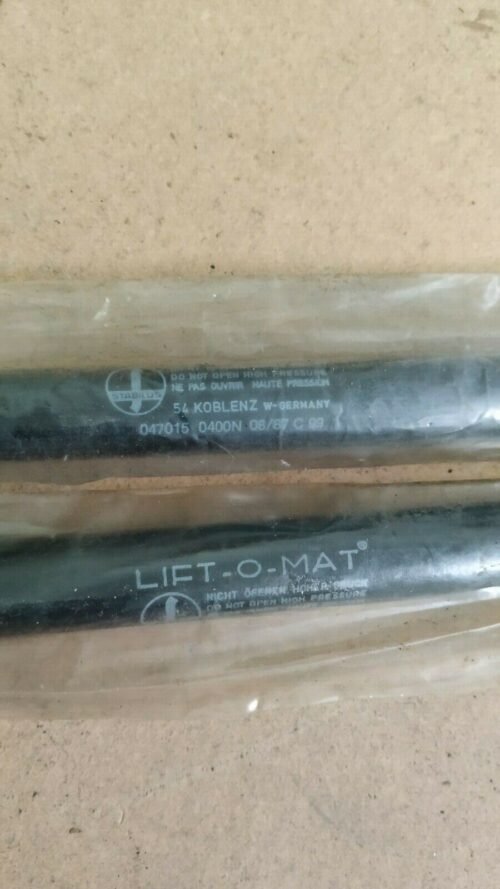 DO NOT OPEN HIGH PRESSURE
NE PAS OUVRIR HAUTE PRESSION
STABILUS
54 KOBLENZ W-GERMANY
047015 0400N 08/87 C 99
LIFT-O-MAT®
NICHT ÖFFNEN HOHER DRUCK
DO NOT OPEN HIGH PRESSURE